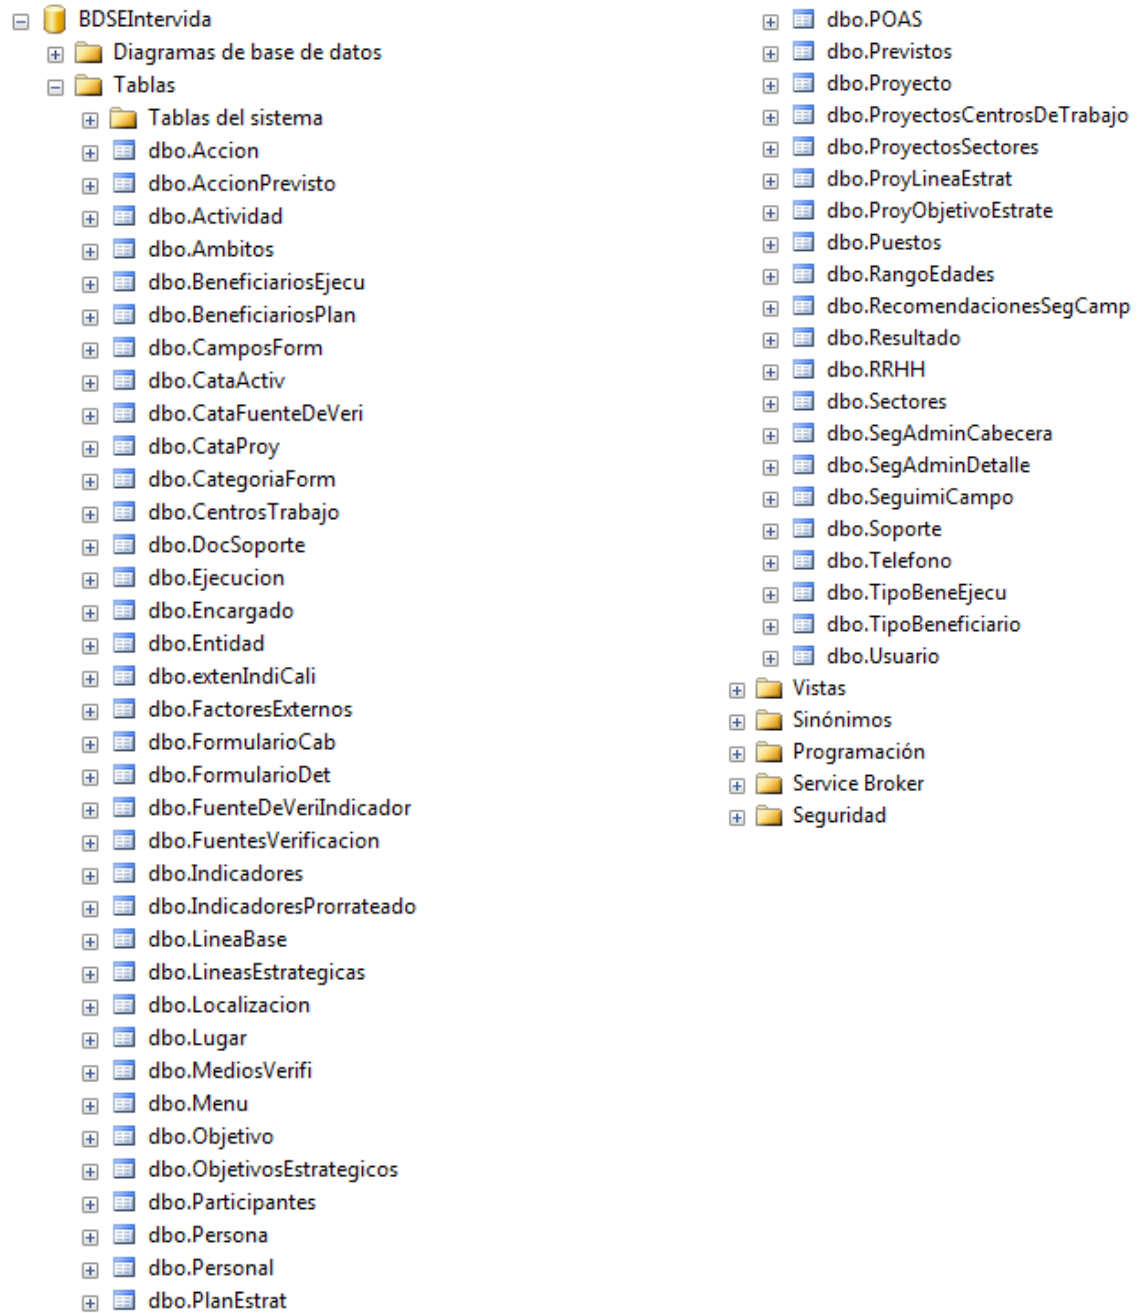 BDSEIntervida
Diagramas de base de datos
Tablas
Tablas del sistema
dbo.Accion
dbo.AccionPrevisto
dbo.Actividad
dbo.Ambitos
dbo.BeneficiariosEjecu
dbo.BeneficiariosPlan
dbo.CamposForm
dbo.CataActiv
dbo.CataFuenteDeVeri
dbo.CataProy
dbo.CategoriaForm
dbo.CentrosTrabajo
dbo.DocSoporte
dbo.Ejecucion
dbo.Encargado
dbo.Entidad
dbo.extenIndiCali
dbo.FactoresExternos
dbo.FormularioCab
dbo.FormularioDet
dbo.FuenteDeVeriIndicador
dbo.FuentesVerificacion
dbo.Indicadores
dbo.IndicadoresProrrateado
dbo.LineaBase
dbo.LineasEstrategicas
dbo.Localizacion
dbo.Lugar
dbo.MediosVerifi
dbo.Menu
dbo.Objetivo
dbo.ObjetivosEstrategicos
dbo.Participantes
dbo.Persona
dbo.Personal
dbo.PlanEstrat
dbo.POAS
dbo.Previstos
dbo.Proyecto
dbo.ProyectosCentrosDeTrabajo
dbo.ProyectosSectores
dbo.ProyLineaEstrat
dbo.ProyObjetivoEstrate
dbo.Puestos
dbo.RangoEdades
dbo.RecomendacionesSegCamp
dbo.Resultado
dbo.RRHH
dbo.Sectores
dbo.SegAdminCabecera
dbo.SegAdminDetalle
dbo.SeguimiCampo
dbo.Soporte
dbo.Telefono
dbo.TipoBeneEjecu
dbo.TipoBeneficiario
dbo.Usuario
Vistas
Sinónimos
Programación
Service Broker
Seguridad